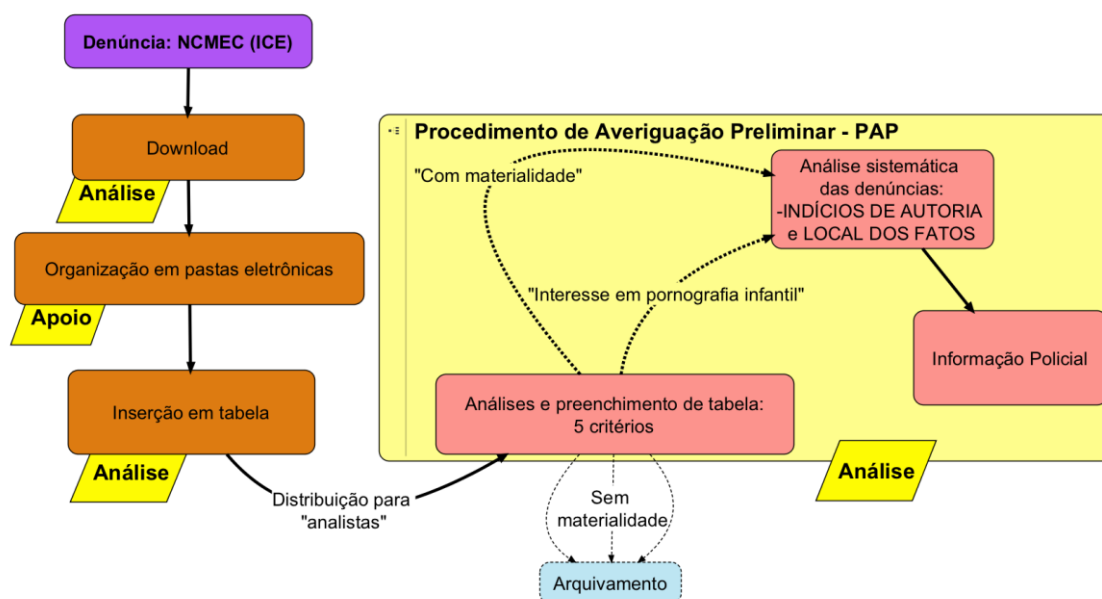 Denúncia: NCMEC (ICE)
Download
Análise
Organização em pastas eletrônicas
Apoio
Inserção em tabela
Análise
Distribuição para
"analistas"
Procedimento de Averiguação Preliminar - PAP
"Com materialidade"
Análise sistemática
das denúncias:
-INDÍCIOS DE AUTORIA
e LOCAL DOS FATOS
"Interesse em pornografia infantil"
Informação Policial
Análises e preenchimento de tabela:
5 critérios
Análise
Sem
materialidade
Arquivamento